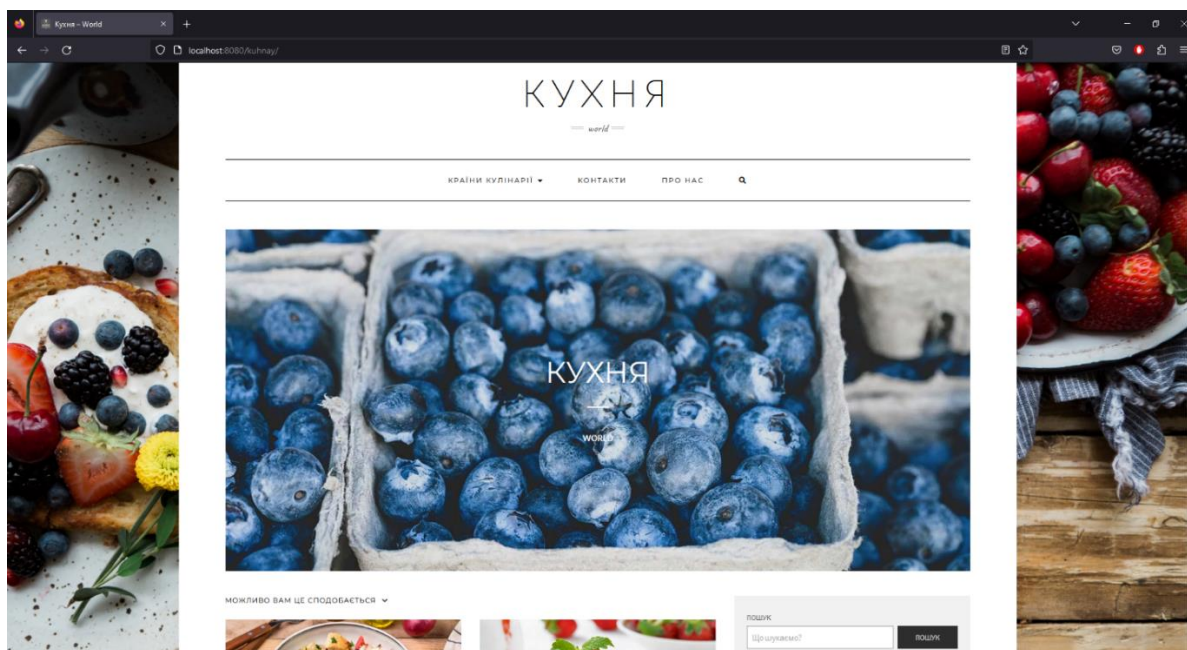 Кухня – World
localhost:8080/kuhnay/
КУХНЯ
world
КРАЇНИ КУЛІНАРІЇ КОНТАКТИ ПРО НАС
КУХНЯ
WORLD
МОЖЛИВО ВАМ ЦЕ СПОДОБАЄТЬСЯ
ПОШУК
Що шукаємо? ПОШУК